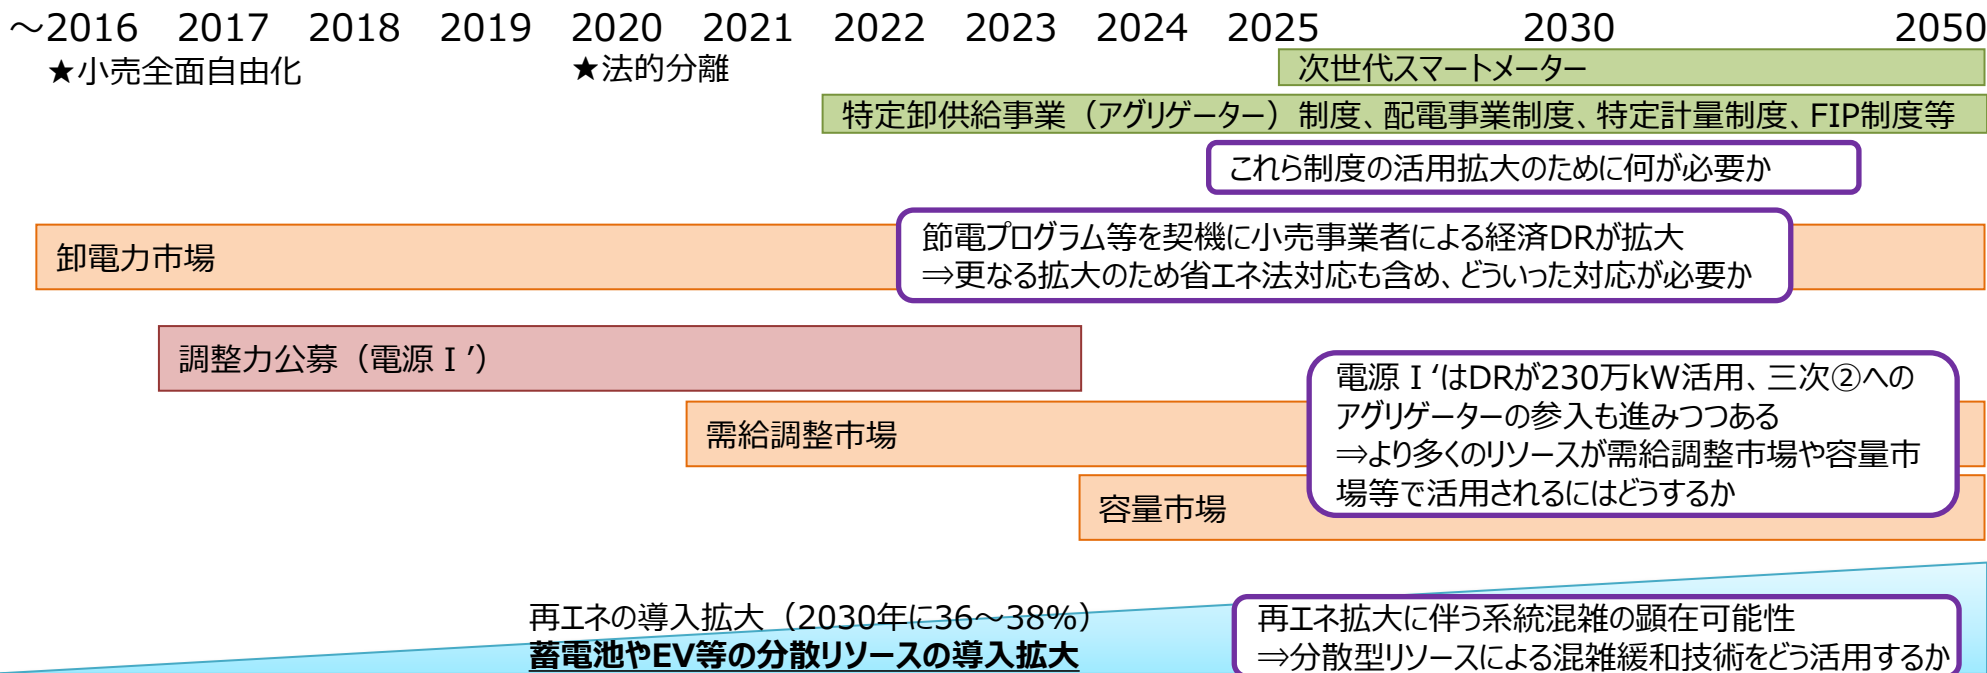 ～2016 2017 2018 2019 2020 2021 2022 2023 2024 2025 2030 2050
★小売全面自由化 ★法的分離
次世代スマートメーター
特定卸供給事業（アグリゲーター）制度、配電事業制度、特定計量制度、FIP制度等
これら制度の活用拡大のために何が必要か
卸電力市場
節電プログラム等を契機に小売事業者による経済DRが拡大
⇒更なる拡大のため省エネ法対応も含め、どういった対応が必要か
調整力公募（電源Ⅰ’）
需給調整市場
電源Ⅰ‘はDRが230万kW活用、三次②への
アグリゲーターの参入も進みつつある
⇒より多くのリソースが需給調整市場や容量市
場等で活用されるにはどうするか
容量市場
再エネの導入拡大（2030年に36～38%）
蓄電池やEV等の分散リソースの導入拡大
再エネ拡大に伴う系統混雑の顕在可能性
⇒分散型リソースによる混雑緩和技術をどう活用するか